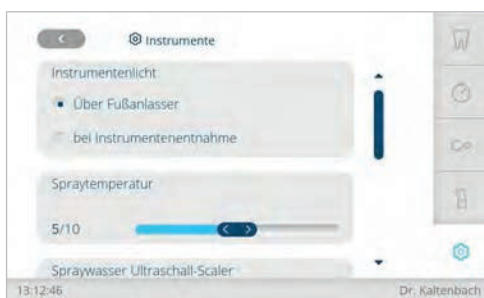 Instrumente
Instrumentenlicht
Über Fußanlasser
bei Instrumentenentnahme
Spraytemperatur
5/10
Spraywasser Ultraschall-Scaler
13:12:46 Dr. Kaltenbach